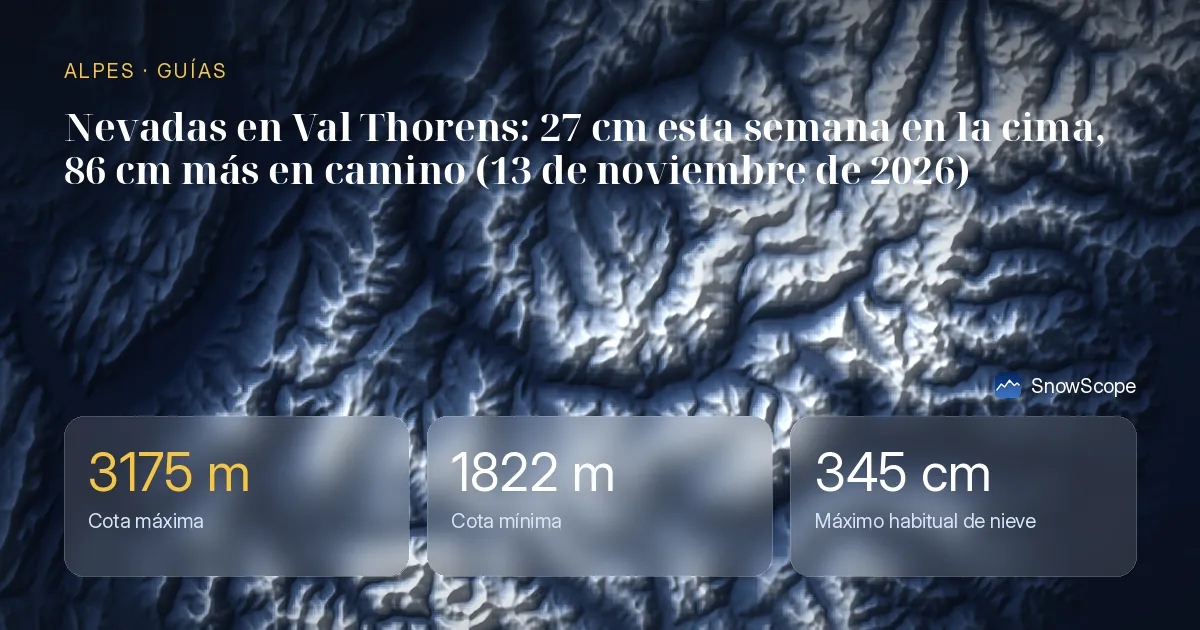 ALPES · GUÍAS
Nevadas en Val Thorens: 27 cm esta semana en la cima,
86 cm más en camino (13 de noviembre de 2026)
SnowScope
3175 m
Cota máxima
1822 m
Cota mínima
345 cm
Máximo habitual de nieve